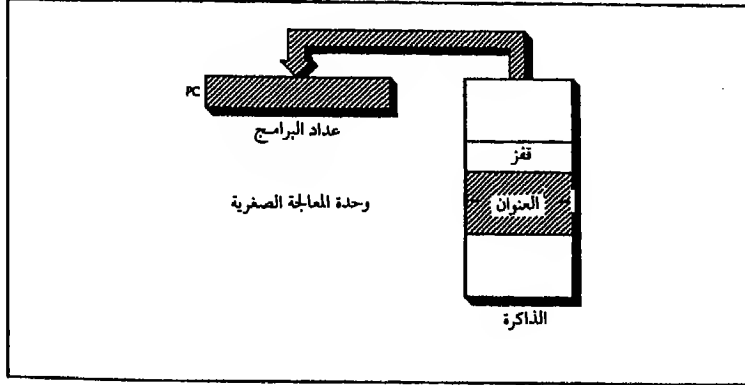 PC
عداد البرامج
قفز
وحدة المعالجة الصغرية
العنوان
الذاكرة